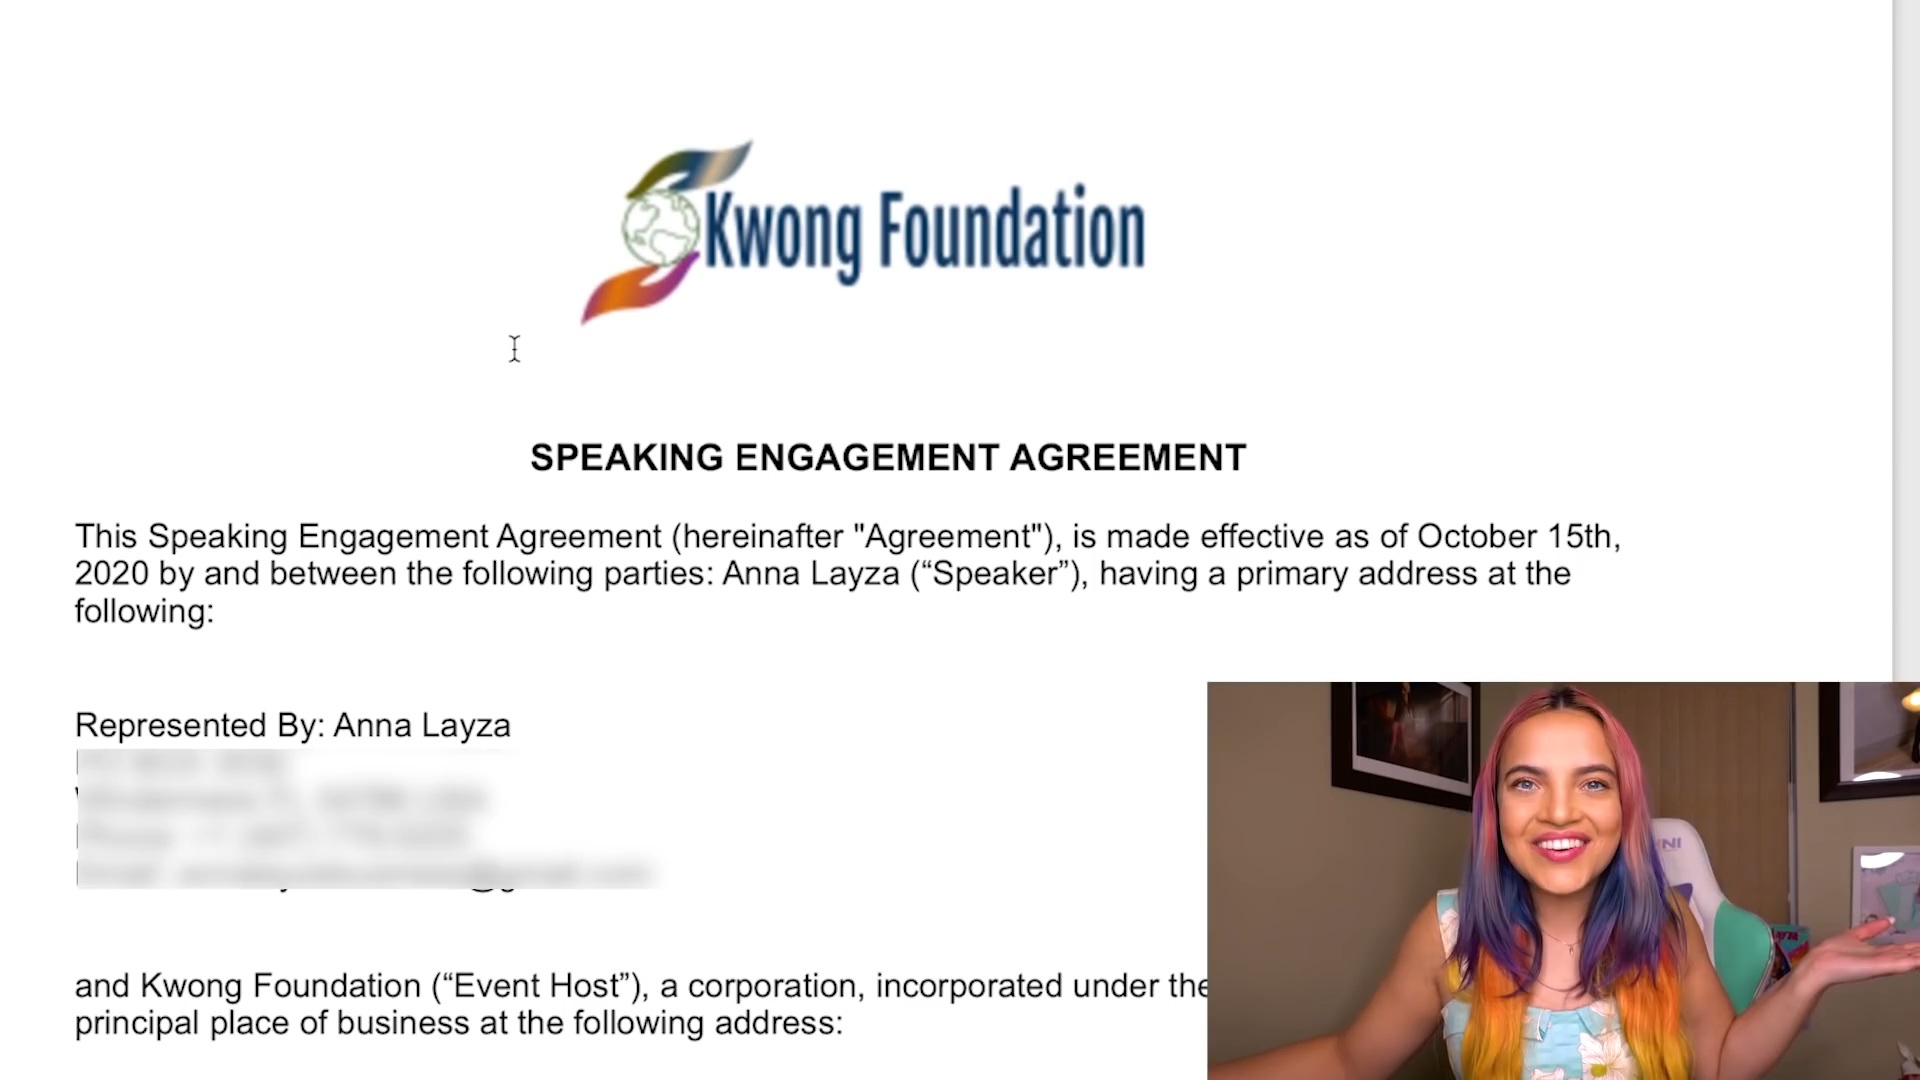 Kwong Foundation
SPEAKING ENGAGEMENT AGREEMENT
This Speaking Engagement Agreement (hereinafter "Agreement"), is made effective as of October 15th,
2020 by and between the following parties: Anna Layza (“Speaker”), having a primary address at the
following:
Represented By: Anna Layza
and Kwong Foundation (“Event Host”), a corporation, incorporated under the
principal place of business at the following address: